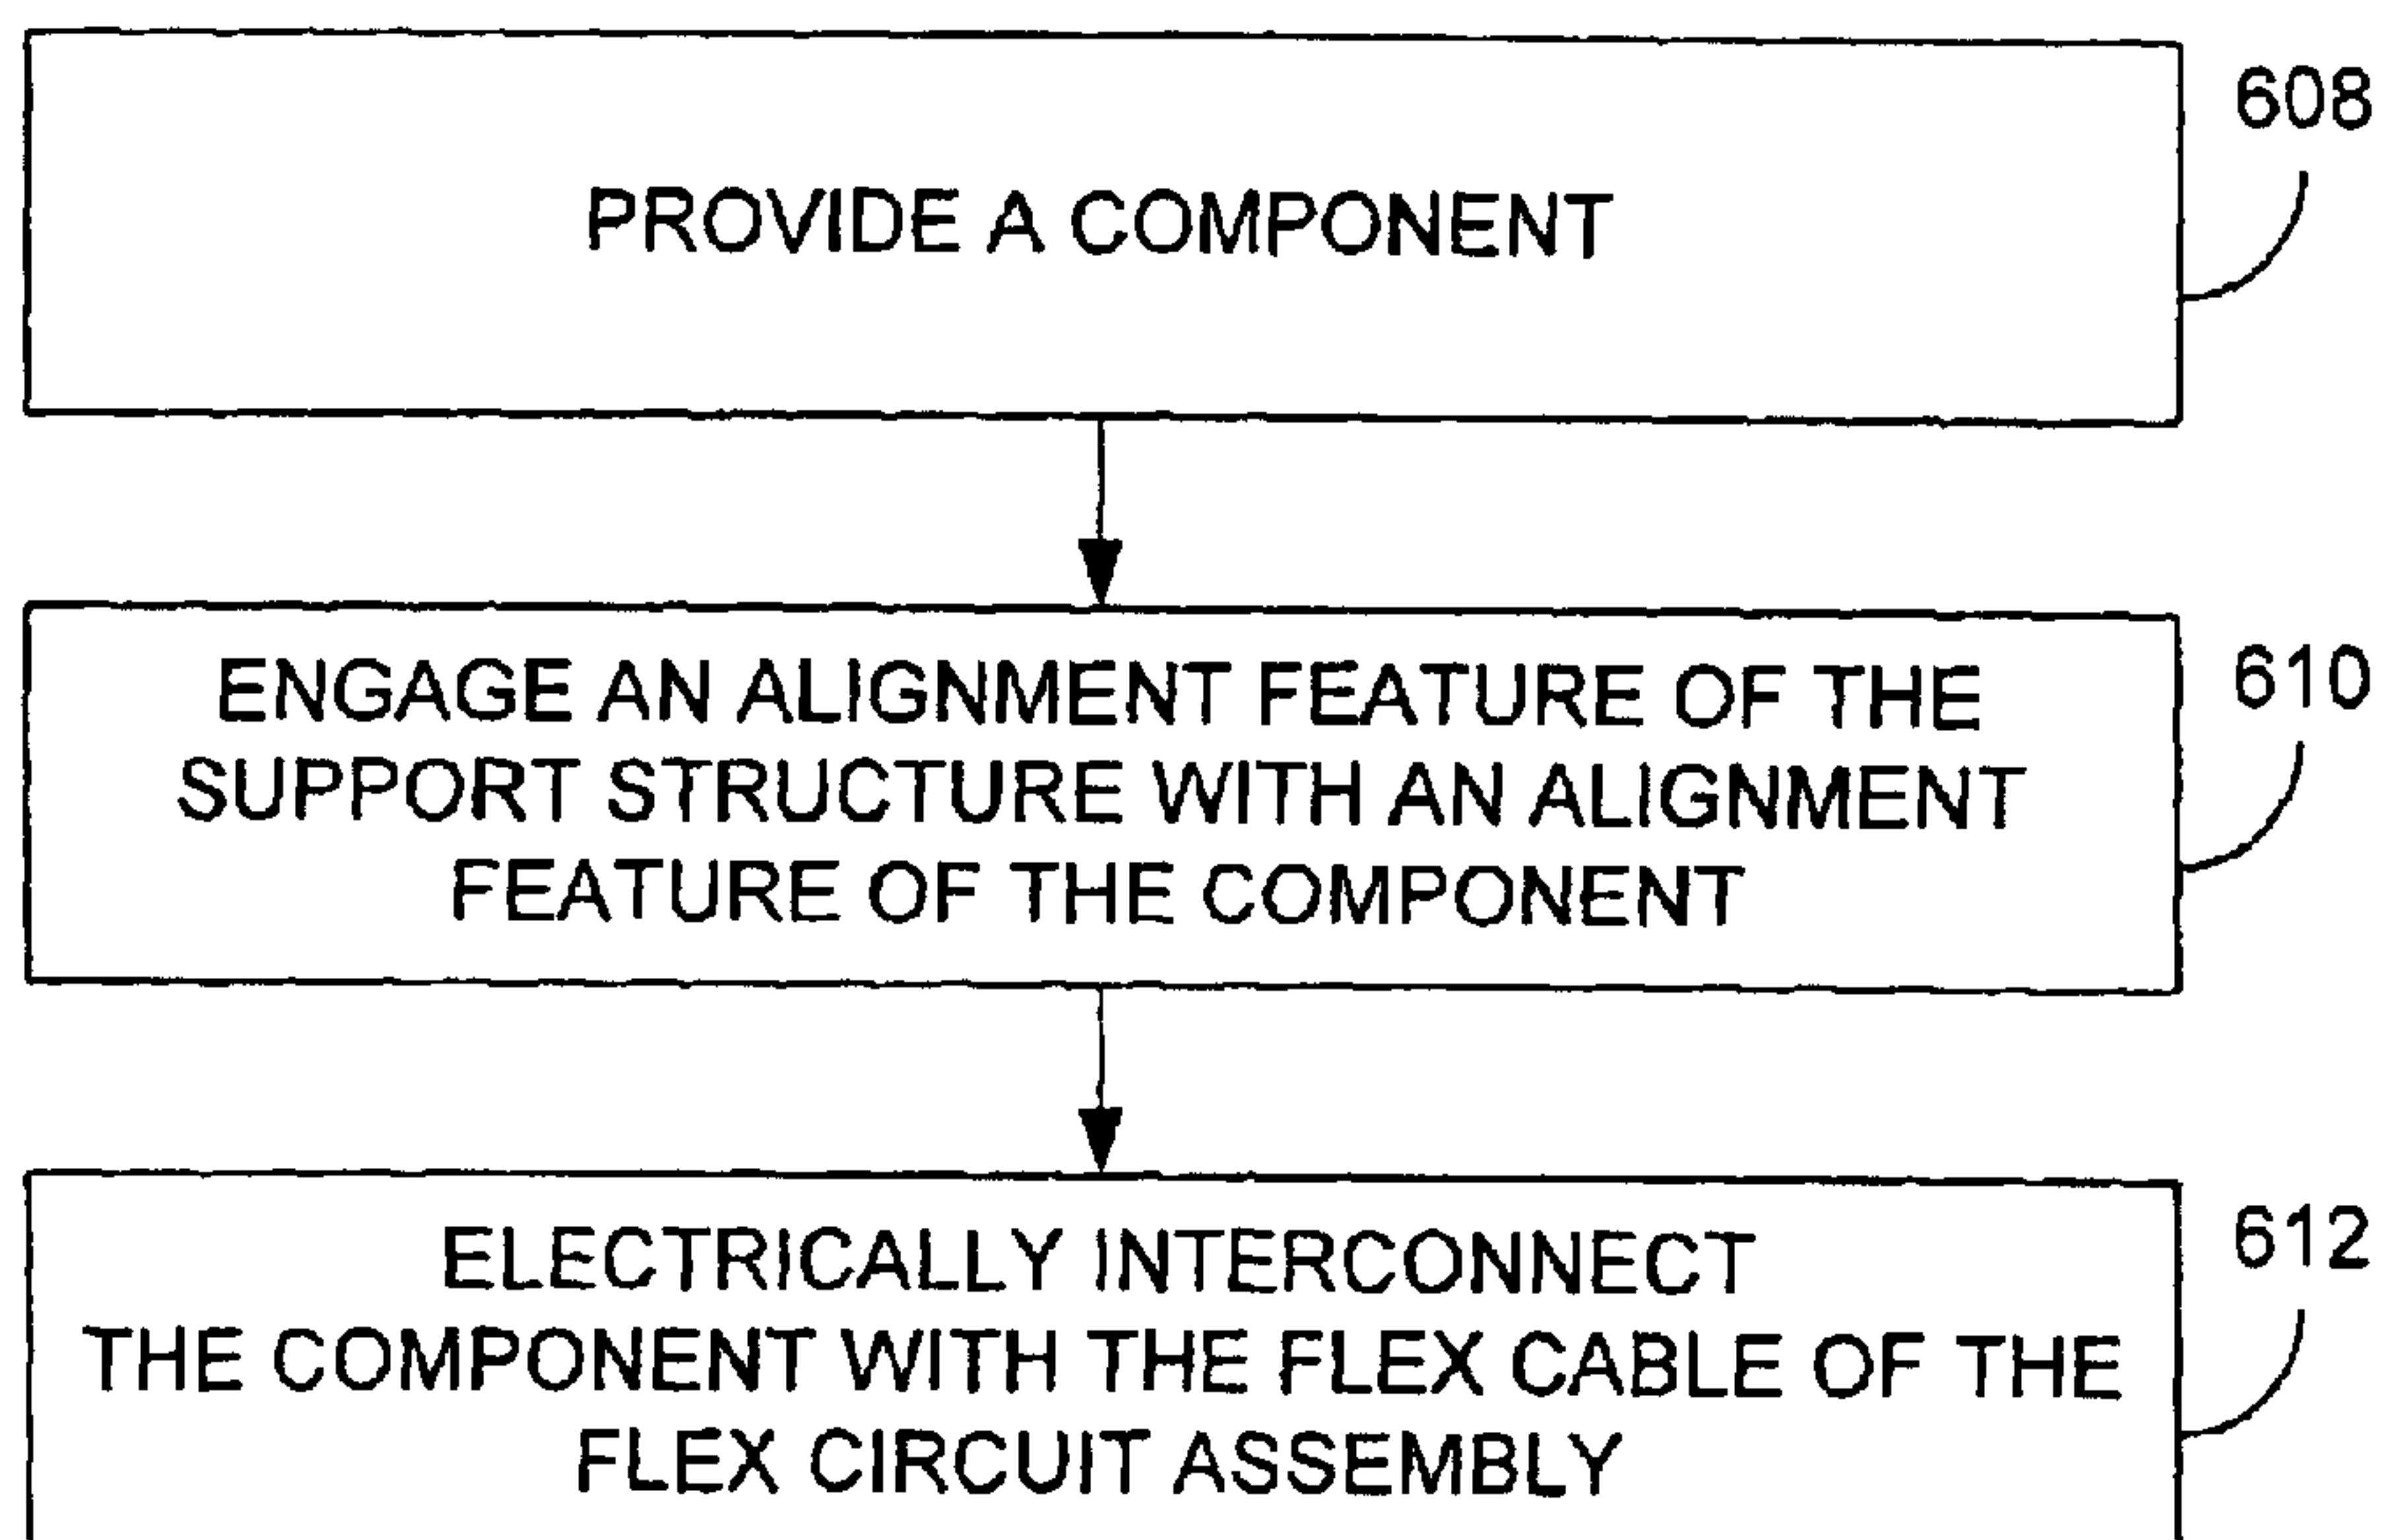 608
PROVIDE A COMPONENT
610
ENGAGE AN ALIGNMENT FEATURE OF THE
SUPPORT STRUCTURE WITH AN ALIGNMENT
FEATURE OF THE COMPONENT
612
ELECTRICALLY INTERCONNECT
THE COMPONENT WITH THE FLEX CABLE OF THE
FLEX CIRCUIT ASSEMBLY